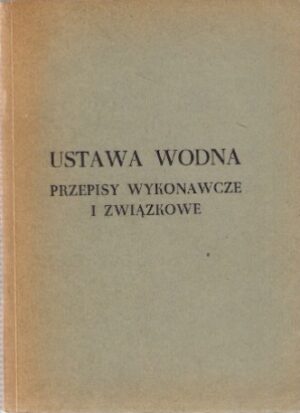 USTAWA WODNA
PRZEPISY WYKONAWCZE
I ZWIĄZKOWE